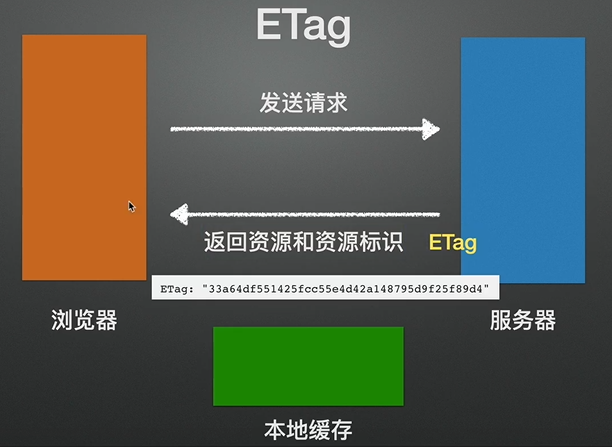 ETag
发送请求
返回资源和资源标识 ETag
ETag: "33a64df551425fcc55e4d42a148795d9f25f89d4"
浏览器
服务器
本地缓存